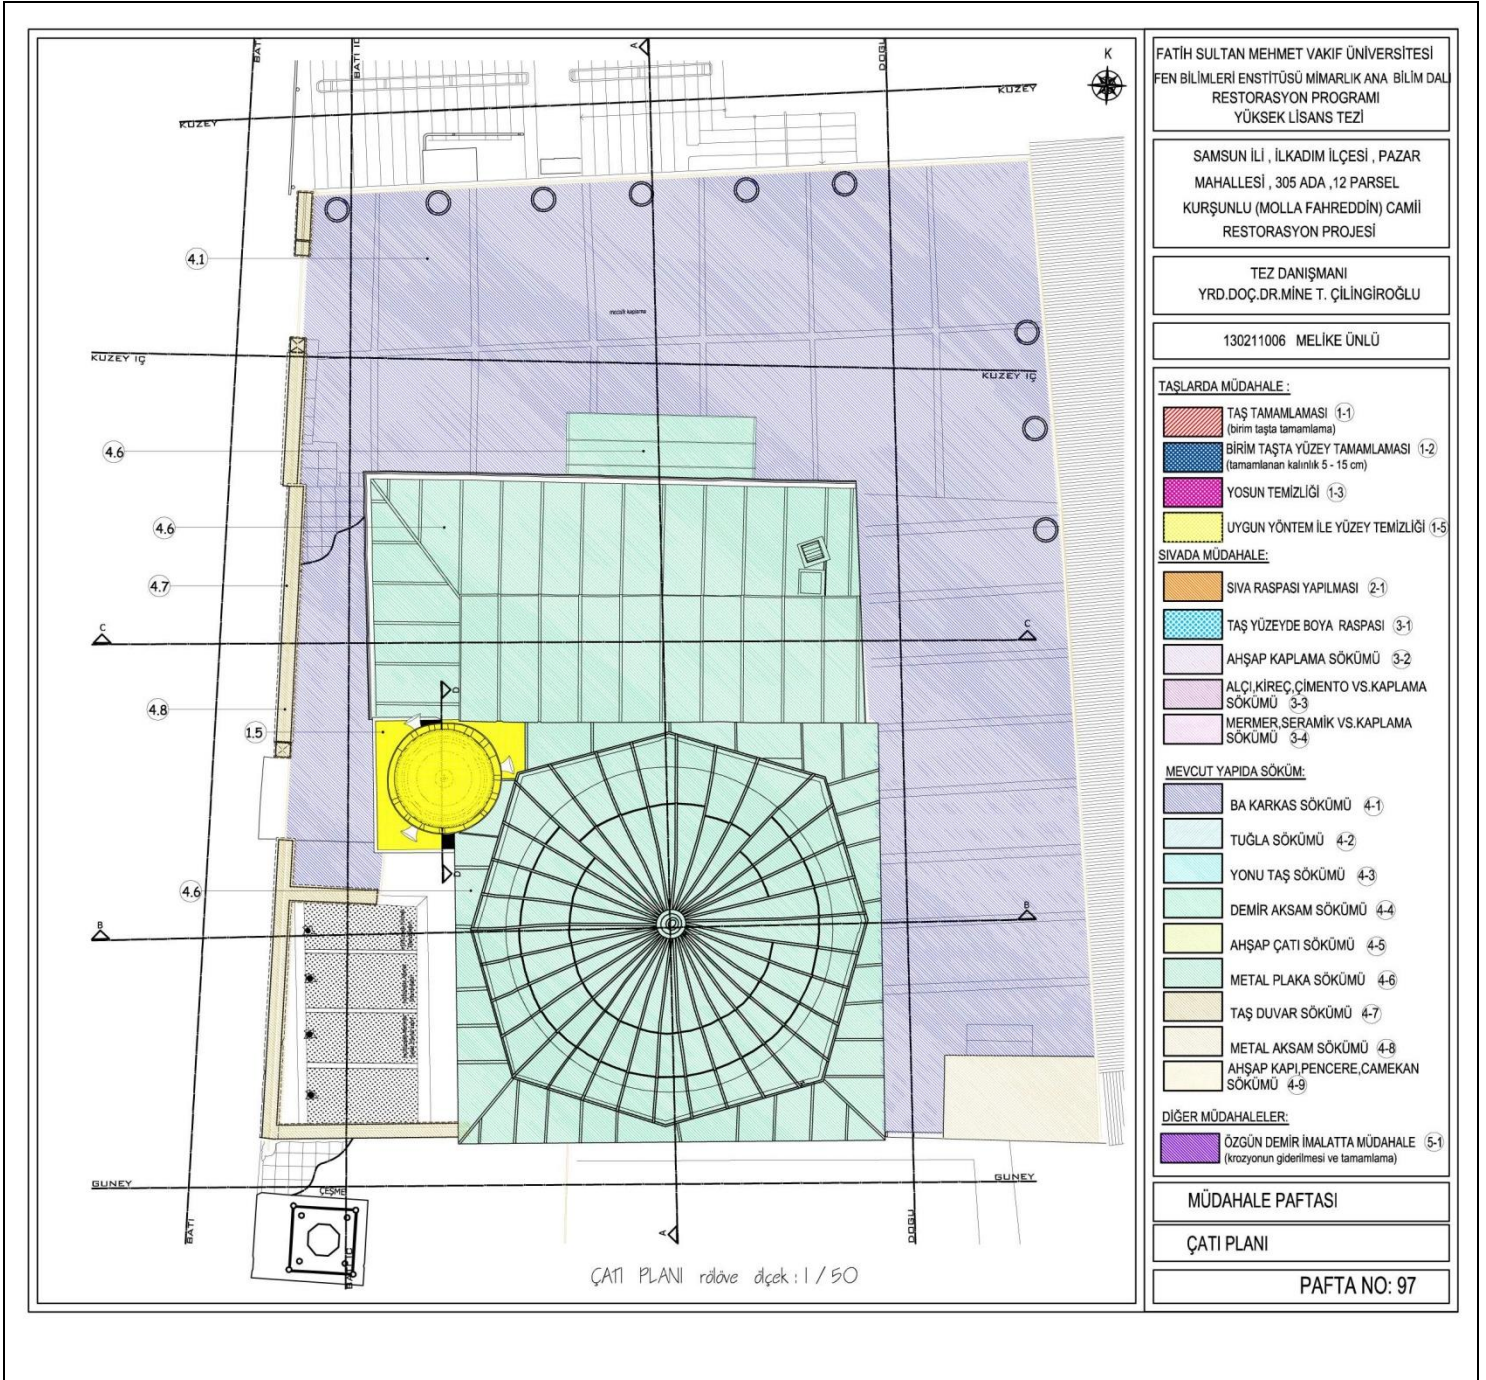 BATI İÇ
A
DOĞU
K
KUZEY
KUZEY
4.1
metal kaplama
KUZEY İÇ
KUZEY İÇ
4.6
4.6
4.7
C
C
4.8
1.5
D
D
4.6
B
B
GUNEY
GUNEY
ÇEŞME
BATI
BATI İÇ
A
DOĞU
ÇATI PLANI rölöve ölçek : 1 / 50
FATİH SULTAN MEHMET VAKIF ÜNİVERSİTESİ
FEN BİLİMLERİ ENSTİTÜSÜ MİMARLIK ANA BİLİM DALI
RESTORASYON PROGRAMI
YÜKSEK LİSANS TEZİ
SAMSUN İLİ , İLKADIM İLÇESİ , PAZAR
MAHALLESİ , 305 ADA ,12 PARSEL
KURŞUNLU (MOLLA FAHREDDİN) CAMİİ
RESTORASYON PROJESİ
TEZ DANIŞMANI
YRD.DOÇ.DR.MİNE T. ÇİLİNGİROĞLU
130211006 MELİKE ÜNLÜ
TAŞLARDA MÜDAHALE :
TAŞ TAMAMLAMASI 1-1
(birim taşta tamamlama)
BİRİM TAŞTA YÜZEY TAMAMLAMASI 1-2
(tamamlanan kalınlık 5 - 15 cm)
YOSUN TEMİZLİĞİ 1-3
UYGUN YÖNTEM İLE YÜZEY TEMİZLİĞİ 1-5
SIVADA MÜDAHALE:
SIVA RASPASI YAPILMASI 2-1
TAŞ YÜZEYDE BOYA RASPASI 3-1
AHŞAP KAPLAMA SÖKÜMÜ 3-2
ALÇI,KİREÇ,ÇİMENTO VS.KAPLAMA
SÖKÜMÜ 3-3
MERMER,SERAMİK VS.KAPLAMA
SÖKÜMÜ 3-4
MEVCUT YAPIDA SÖKÜM:
BA KARKAS SÖKÜMÜ 4-1
TUĞLA SÖKÜMÜ 4-2
YONU TAŞ SÖKÜMÜ 4-3
DEMİR AKSAM SÖKÜMÜ 4-4
AHŞAP ÇATI SÖKÜMÜ 4-5
METAL PLAKA SÖKÜMÜ 4-6
TAŞ DUVAR SÖKÜMÜ 4-7
METAL AKSAM SÖKÜMÜ 4-8
AHŞAP KAPI,PENCERE,CAMEKAN
SÖKÜMÜ 4-9
DİĞER MÜDAHALELER:
ÖZGÜN DEMİR İMALATTA MÜDAHALE 5-1
(krozyonun giderilmesi ve tamamlama)
MÜDAHALE PAFTASI
ÇATI PLANI
PAFTA NO: 97